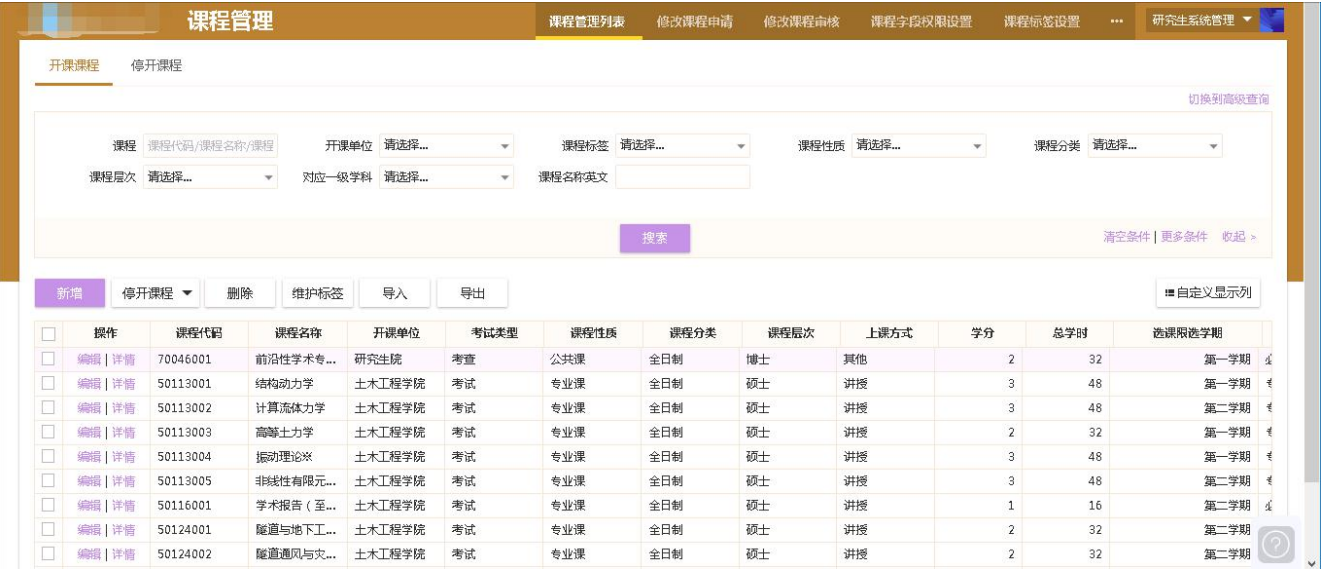 课程管理 课程管理列表 修改课程申请 修改课程审核 课程字段权限设置 课程标签设置 ••• 研究生系统管理
开课课程 停开课程
切换到高级查询
课程 课程代码/课程名称/课程 开课单位 请选择... 课程标签 请选择... 课程性质 请选择... 课程分类 请选择...
课程层次 请选择... 对应一级学科 请选择... 课程名称英文
搜索 清空条件 | 更多条件 收起 >
新增 停开课程 删除 维护标签 导入 导出 自定义显示列
操作 课程代码 课程名称 开课单位 考试类型 课程性质 课程分类 课程层次 上课方式 学分 总学时 选课限选学期
编辑 | 详情 70046001 前沿性学术专... 研究生院 考查 公共课 全日制 博士 其他 2 32 第一学期
编辑 | 详情 50113001 结构动力学 土木工程学院 考试 专业课 全日制 硕士 讲授 3 48 第一学期
编辑 | 详情 50113002 计算流体力学 土木工程学院 考试 专业课 全日制 硕士 讲授 3 48 第二学期
编辑 | 详情 50113003 高等土力学 土木工程学院 考试 专业课 全日制 硕士 讲授 2 32 第一学期
编辑 | 详情 50113004 振动理论※ 土木工程学院 考试 专业课 全日制 硕士 讲授 3 48 第一学期
编辑 | 详情 50113005 非线性有限元... 土木工程学院 考试 专业课 全日制 硕士 讲授 3 48 第二学期
编辑 | 详情 50116001 学术报告（至... 土木工程学院 考试 专业课 全日制 硕士 讲授 1 16 第二学期
编辑 | 详情 50124001 隧道与地下工... 土木工程学院 考试 专业课 全日制 硕士 讲授 2 32 第二学期
编辑 | 详情 50124002 隧道通风与灾... 土木工程学院 考试 专业课 全日制 硕士 讲授 2 32 第二学期